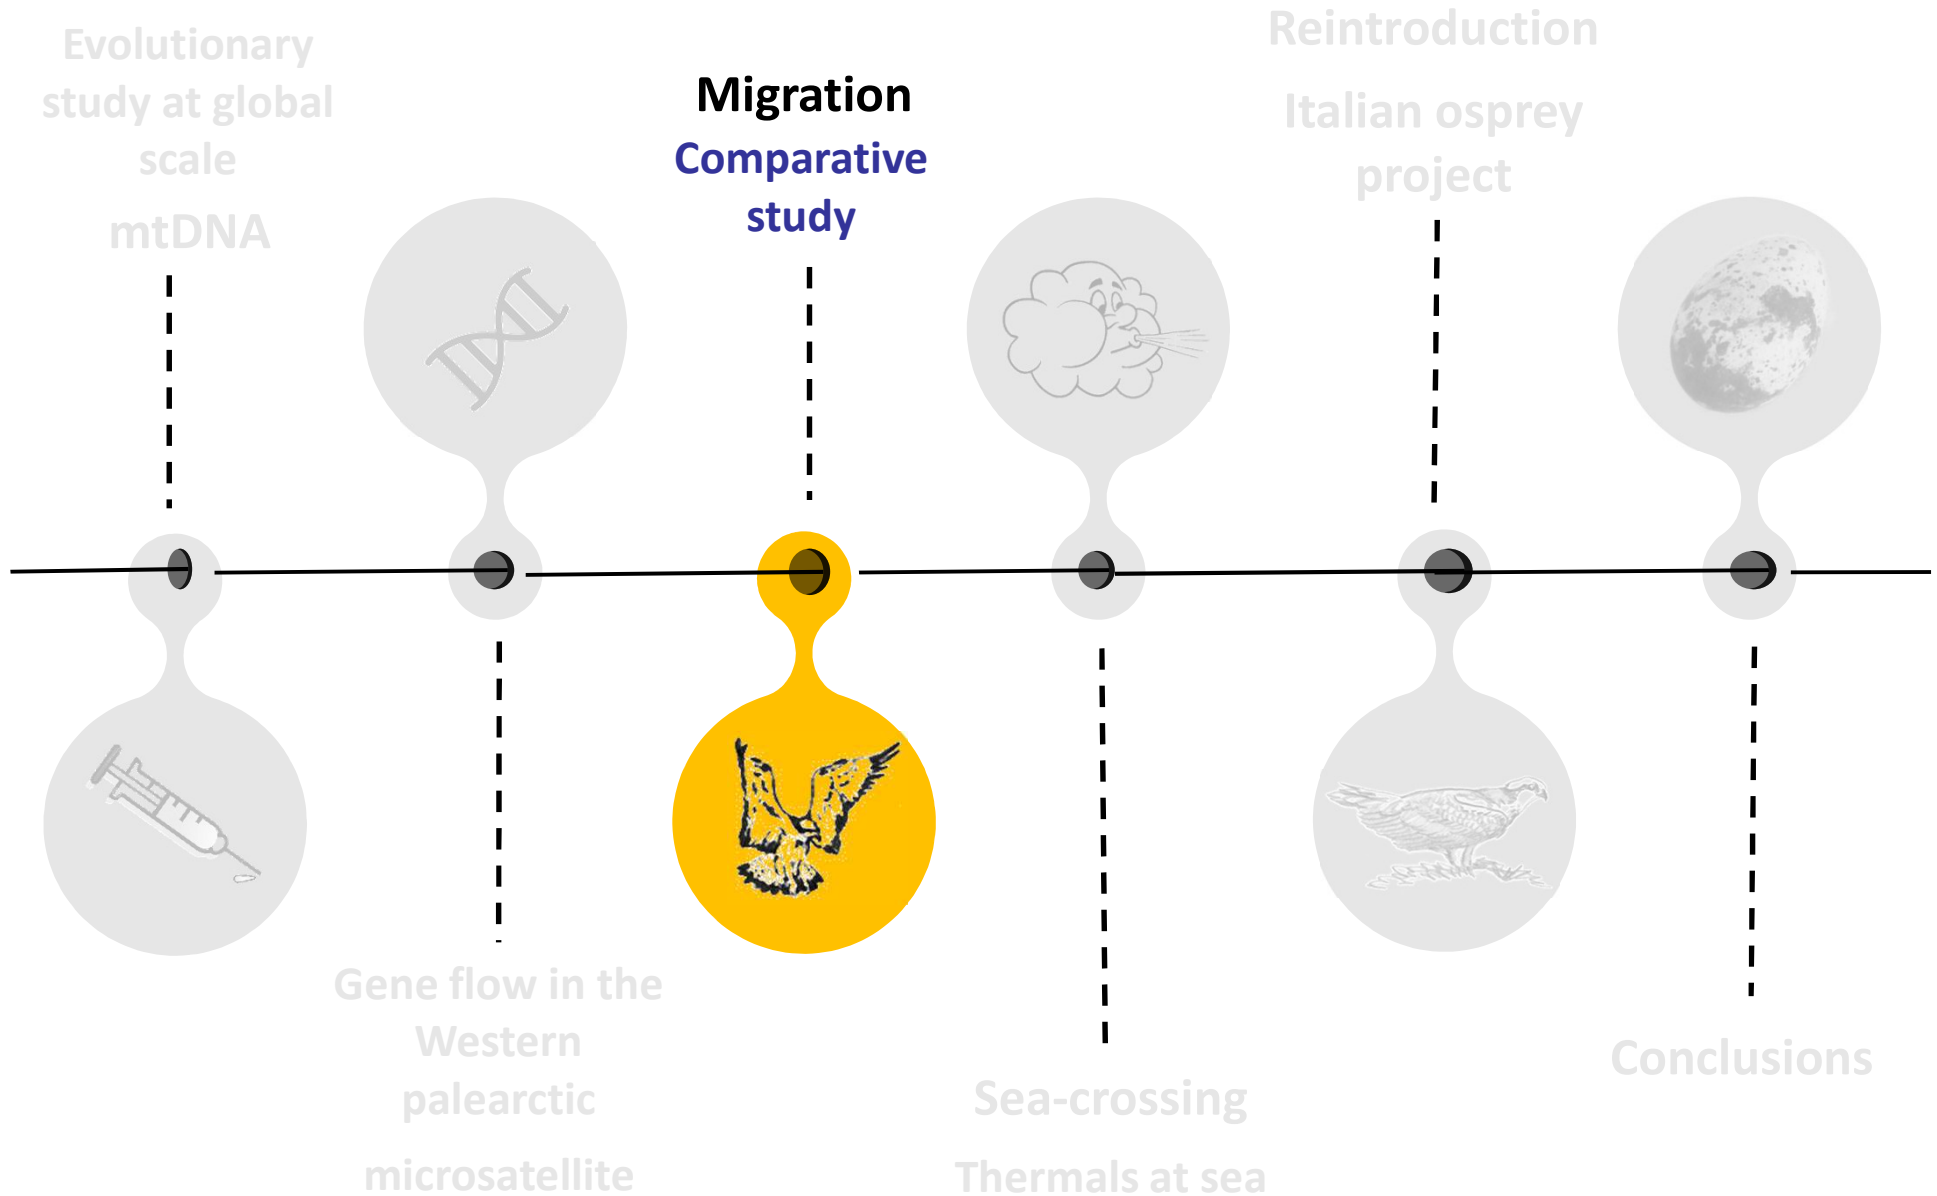 Evolutionary
study at global
scale
mtDNA
Gene flow in the
Western
palearctic
microsatellite
Migration
Comparative
study
Sea-crossing
Thermals at sea
Reintroduction
Italian osprey
project
Conclusions